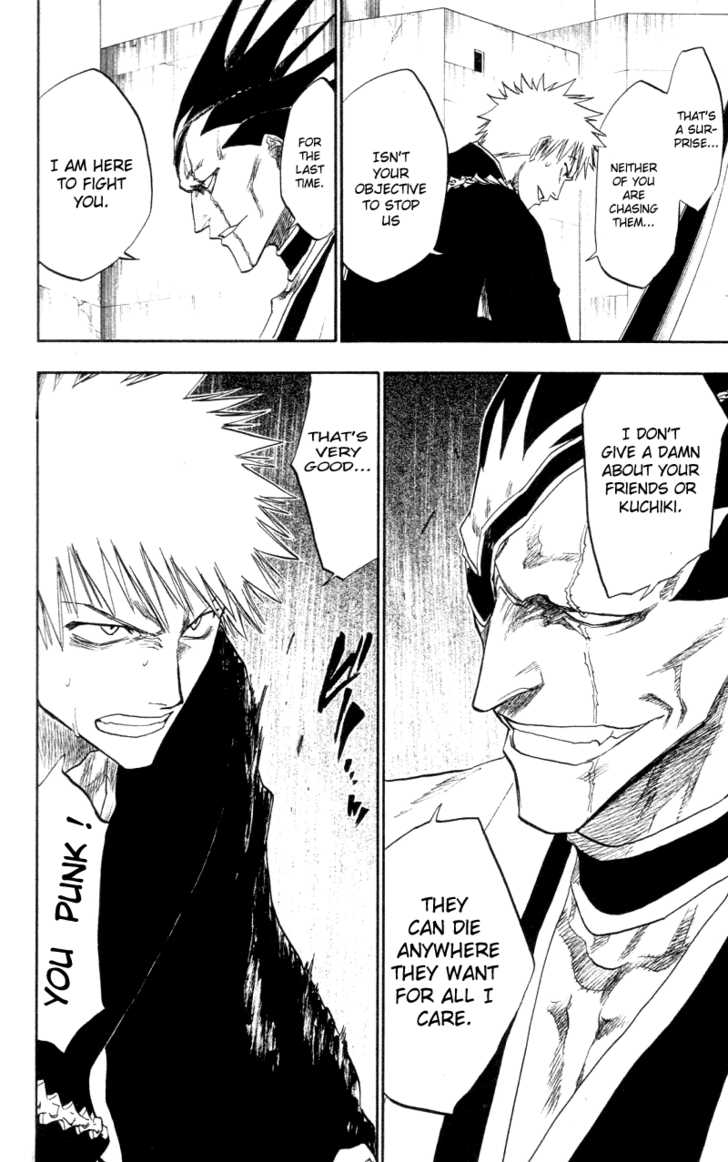 THAT'S
A SUR-
PRISE...
NEITHER
OF YOU
ARE
CHASING
THEM...
ISN'T
YOUR
OBJECTIVE
TO STOP
US
FOR
THE
LAST
TIME.
I AM HERE
TO FIGHT
YOU.
I DON'T
GIVE A DAMN
ABOUT YOUR
FRIENDS OR
KUCHIKI.
THEY
CAN DIE
ANYWHERE
THEY WANT
FOR ALL I
CARE.
THAT'S
VERY
GOOD...
YOU PUNK!